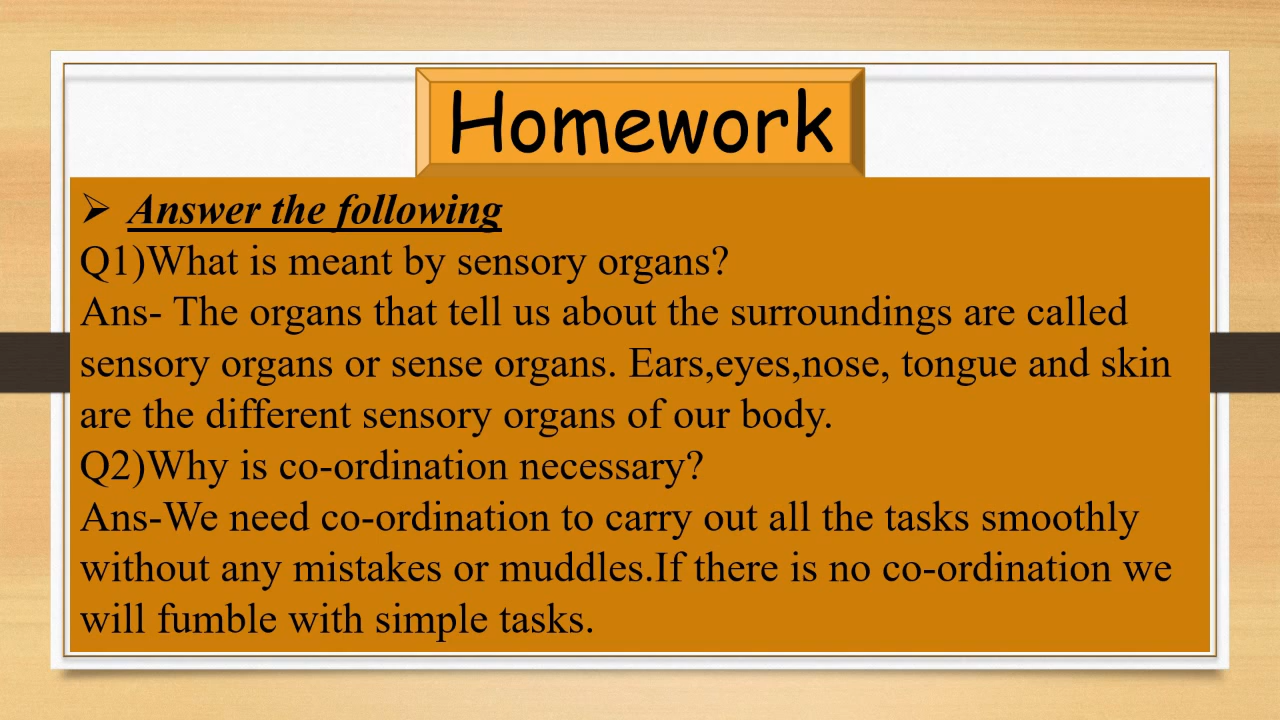 Homework
➢ Answer the following
Q1)What is meant by sensory organs?
Ans- The organs that tell us about the surroundings are called
sensory organs or sense organs. Ears,eyes,nose, tongue and skin
are the different sensory organs of our body.
Q2)Why is co-ordination necessary?
Ans-We need co-ordination to carry out all the tasks smoothly
without any mistakes or muddles.If there is no co-ordination we
will fumble with simple tasks.